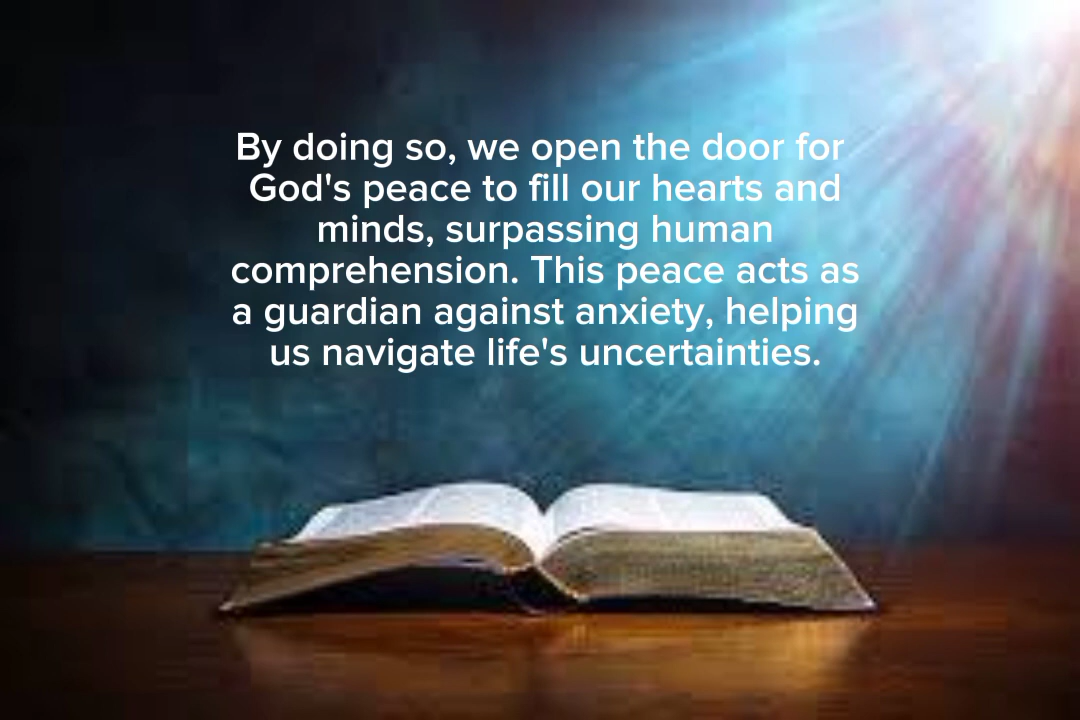 By doing so, we open the door for
God's peace to fill our hearts and
minds, surpassing human
comprehension. This peace acts as
a guardian against anxiety, helping
us navigate life's uncertainties.